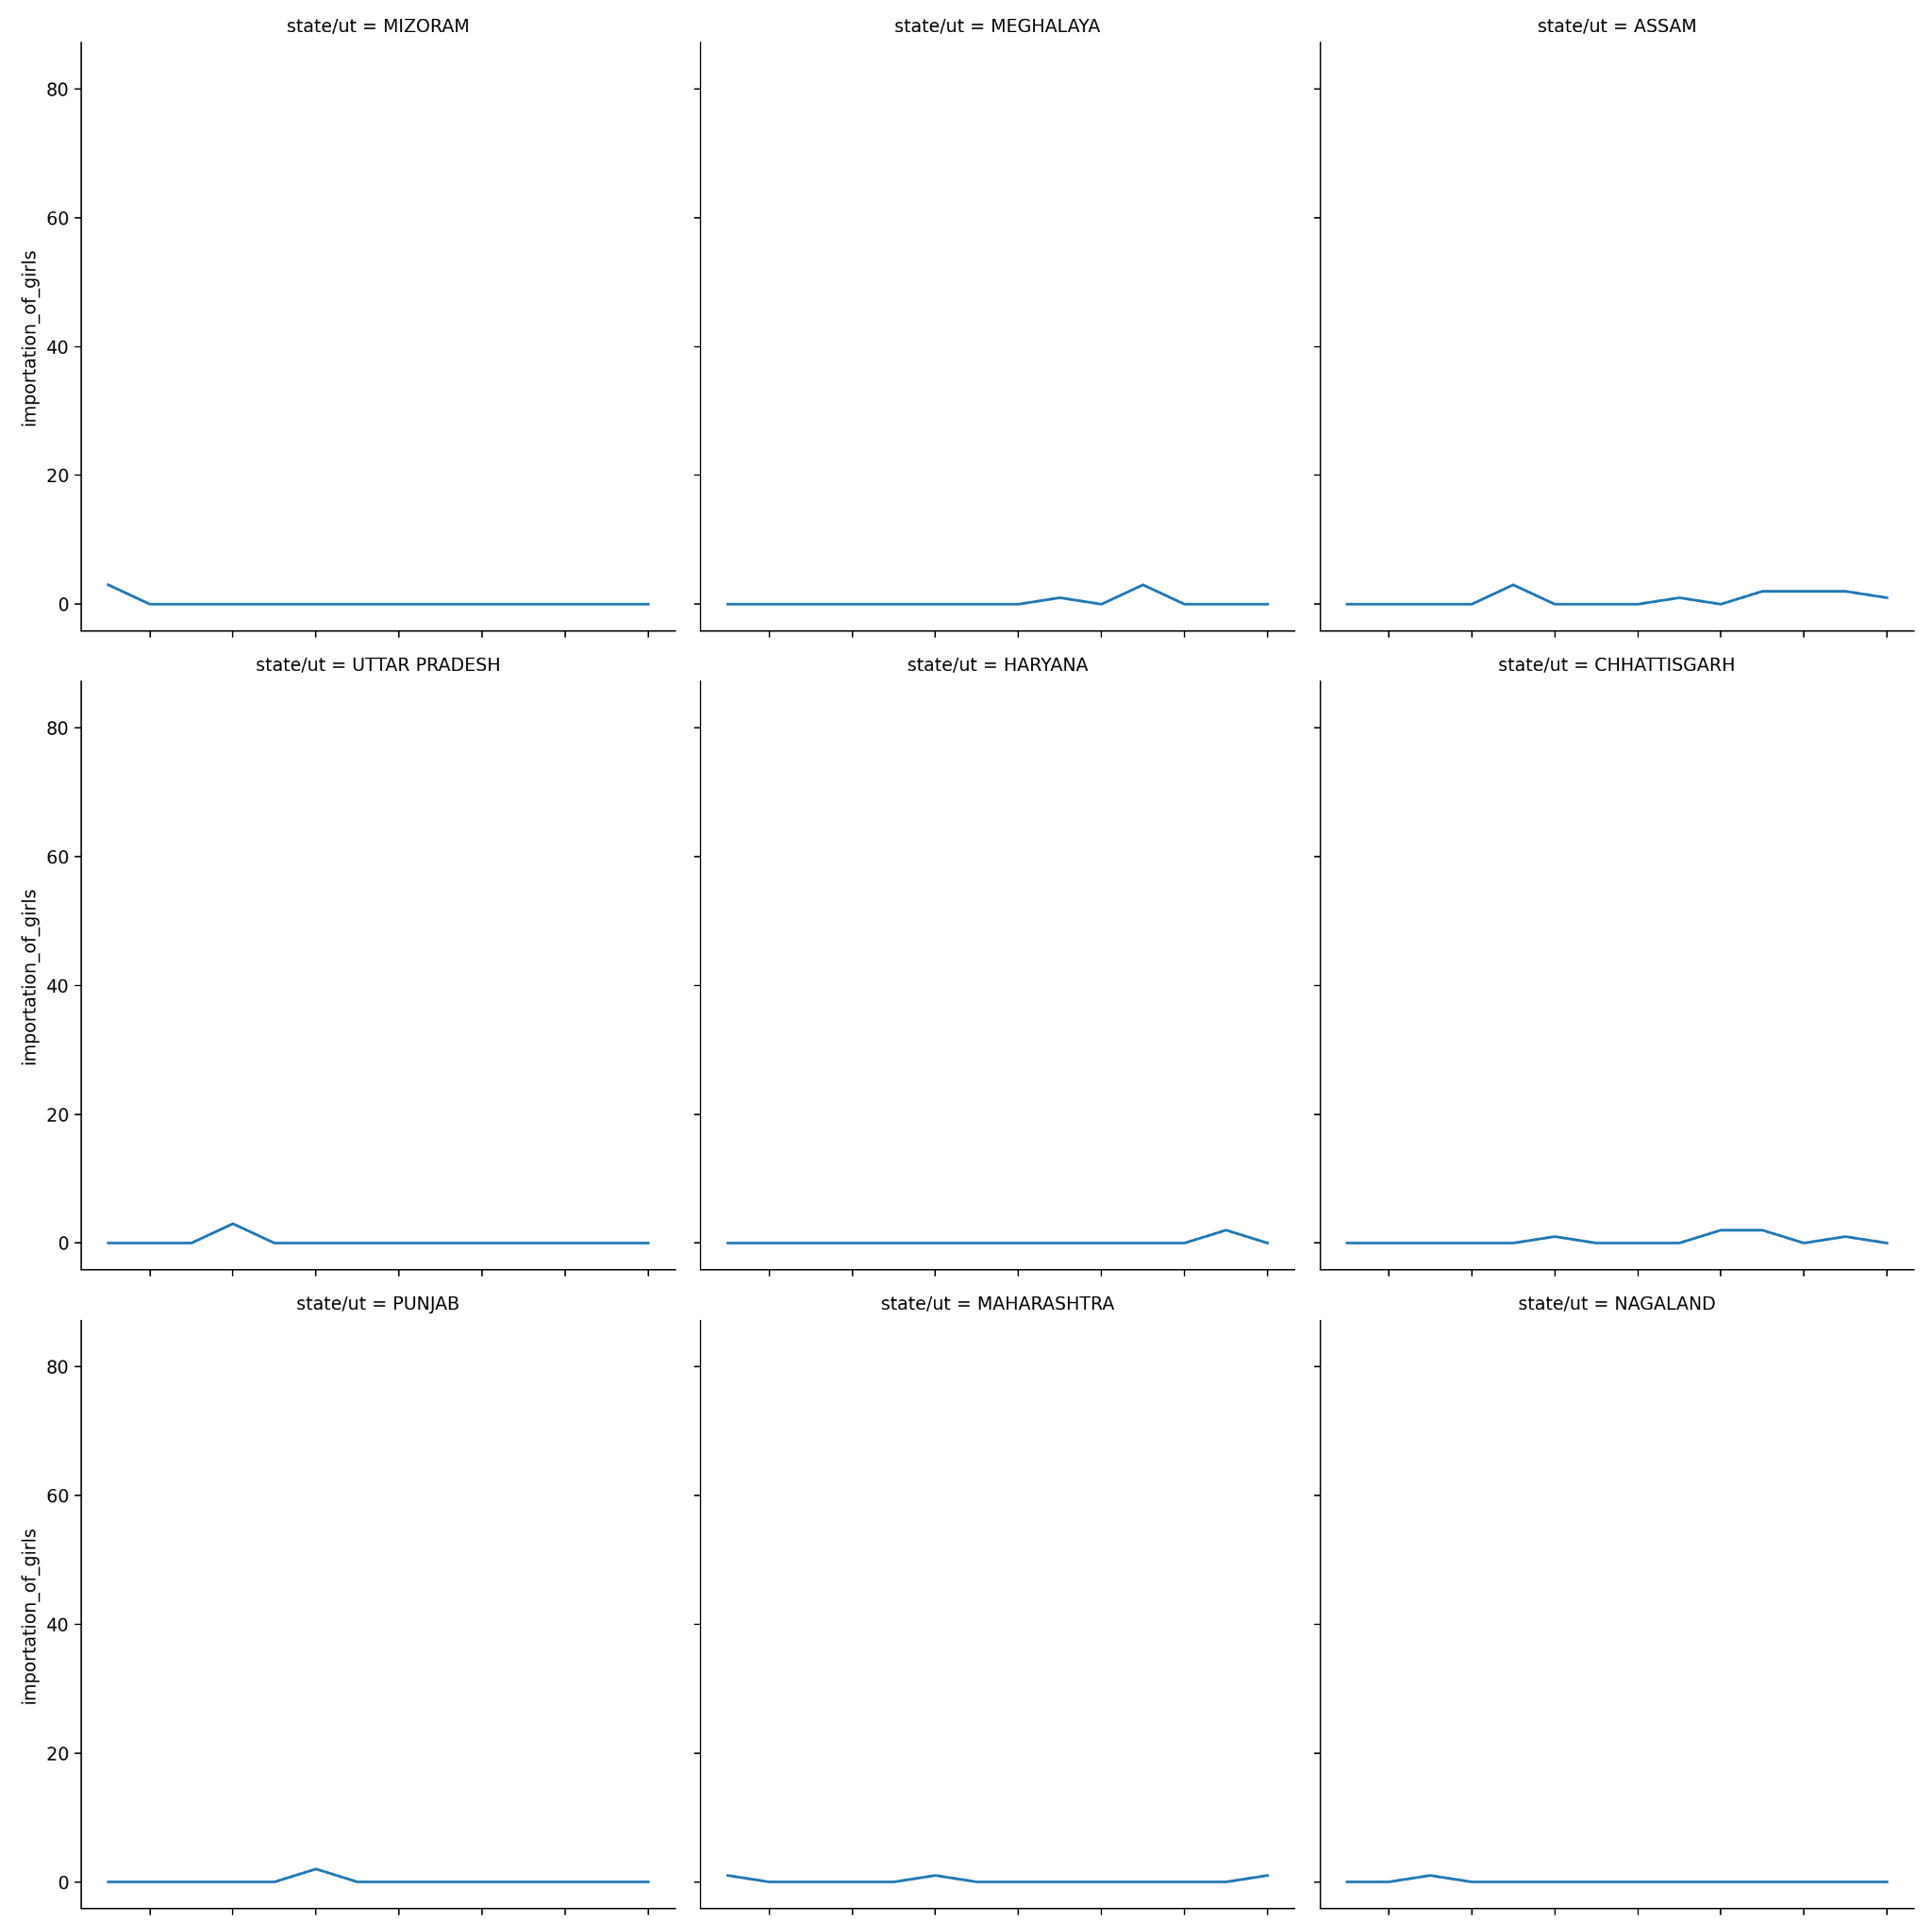 state/ut = MIZORAM
state/ut = MEGHALAYA
state/ut = ASSAM
80
60
40
20
0
importation_of_girls
state/ut = UTTAR PRADESH
state/ut = HARYANA
state/ut = CHHATTISGARH
80
60
40
20
0
importation_of_girls
state/ut = PUNJAB
state/ut = MAHARASHTRA
state/ut = NAGALAND
80
60
40
20
0
importation_of_girls